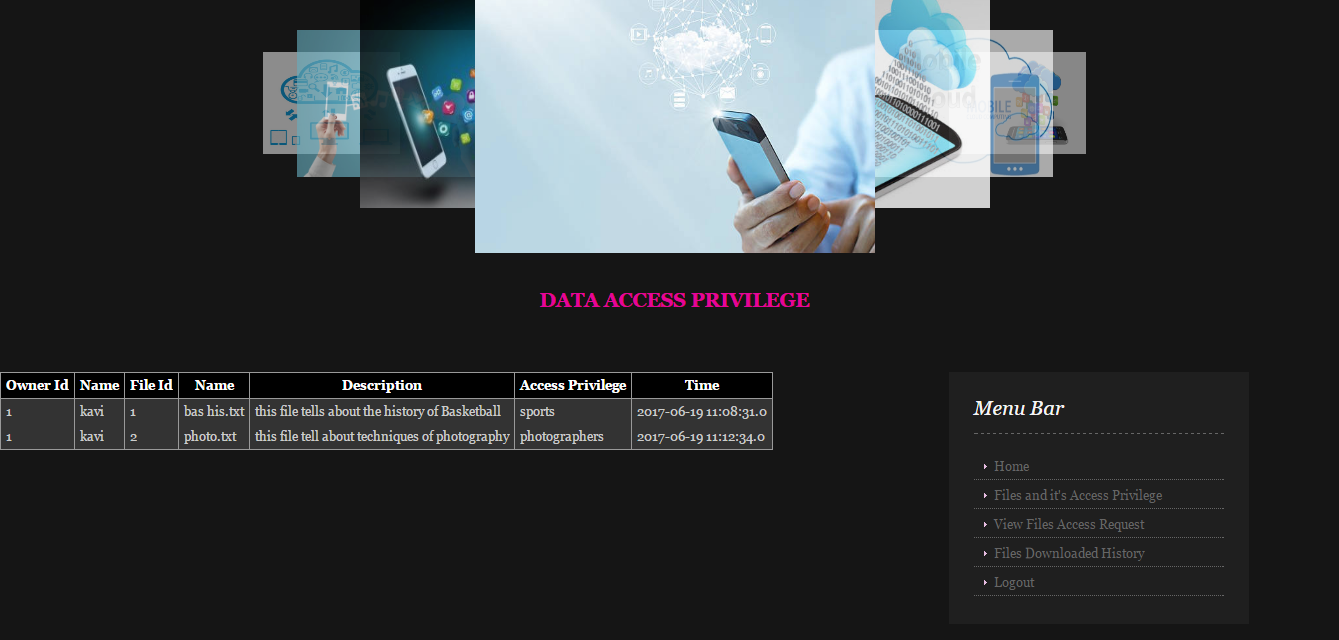 DATA ACCESS PRIVILEGE
Owner Id Name File Id Name Description Access Privilege Time
1 kavi 1 bas his.txt this file tells about the history of Basketball sports 2017-06-19 11:08:31.0
1 kavi 2 photo.txt this file tell about techniques of photography photographers 2017-06-19 11:12:34.0
Menu Bar
Home
Files and it's Access Privilege
View Files Access Request
Files Downloaded History
Logout